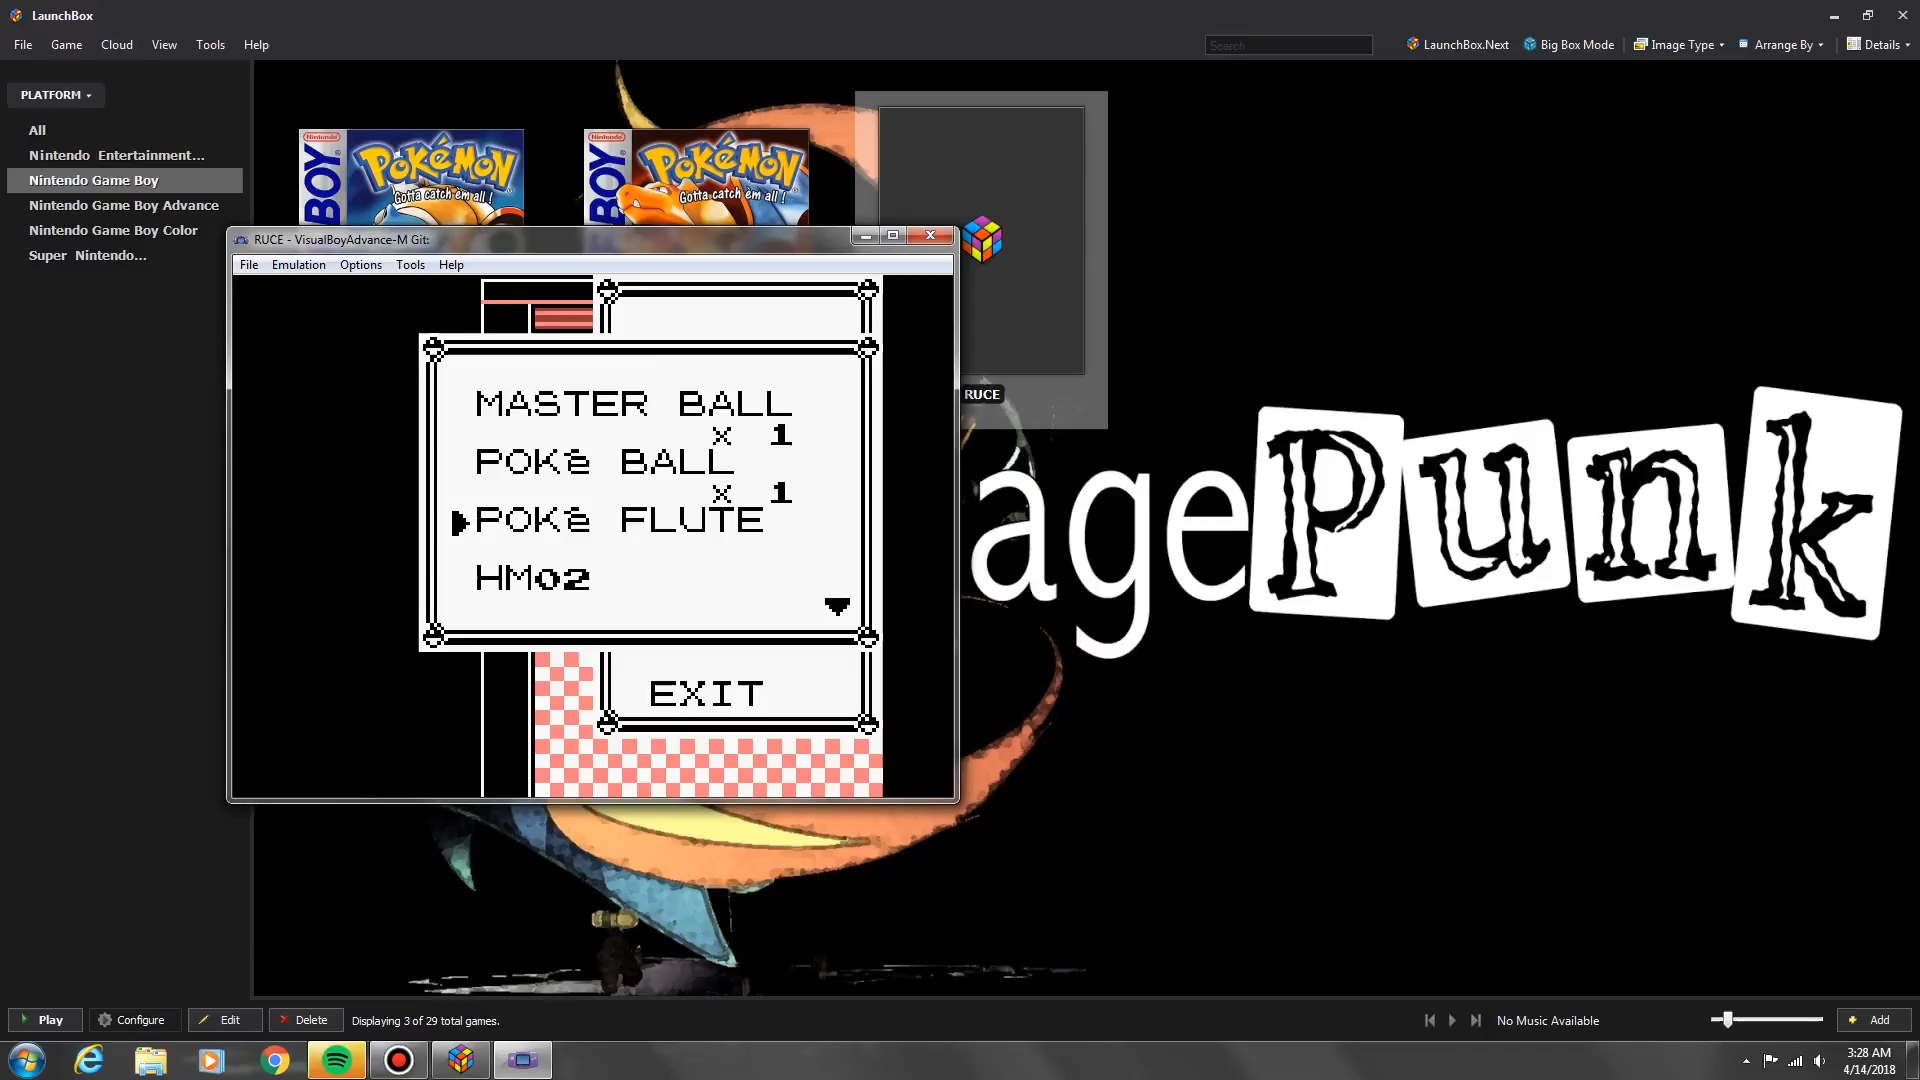 LaunchBox
File Game Cloud View Tools Help
Search LaunchBox.Next Big Box Mode Image Type Arrange By Details
PLATFORM
All
Nintendo Entertainment...
Nintendo Game Boy
Nintendo Game Boy Advance
Nintendo Game Boy Color
Super Nintendo...
Nintendo
BOY
POKéMON
Gotta catch 'em all!
Nintendo
BOY
POKéMON
Gotta catch 'em all!
RUCE - VisualBoyAdvance-M Git:
File Emulation Options Tools Help
MASTER BALL
× 1
POKé BALL
× 1
POKé FLUTE
HM02
EXIT
RUCE
agePunk
Play Configure Edit Delete Displaying 3 of 29 total games.
No Music Available
Add
3:28 AM
4/14/2018